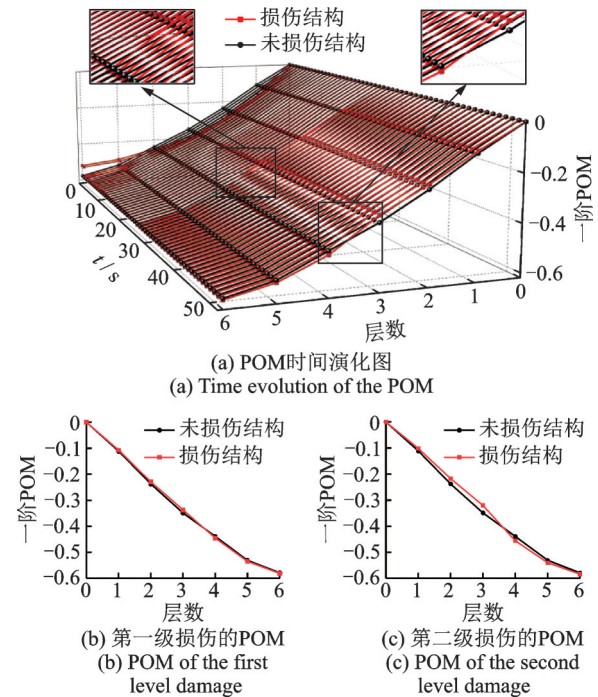 损伤结构
未损伤结构
0
−0.2
−0.4
−0.6
一阶POM
0
10
20
30
40
50
t / s
6
5
4
3
2
1
0
层数
(a) POM时间演化图
(a) Time evolution of the POM
0
−0.1
−0.2
−0.3
−0.4
−0.5
−0.6
一阶POM
未损伤结构
损伤结构
0 1 2 3 4 5 6
层数
(b) 第一级损伤的POM
(b) POM of the first
level damage
0
−0.1
−0.2
−0.3
−0.4
−0.5
−0.6
一阶POM
未损伤结构
损伤结构
0 1 2 3 4 5 6
层数
(c) 第二级损伤的POM
(c) POM of the second
level damage